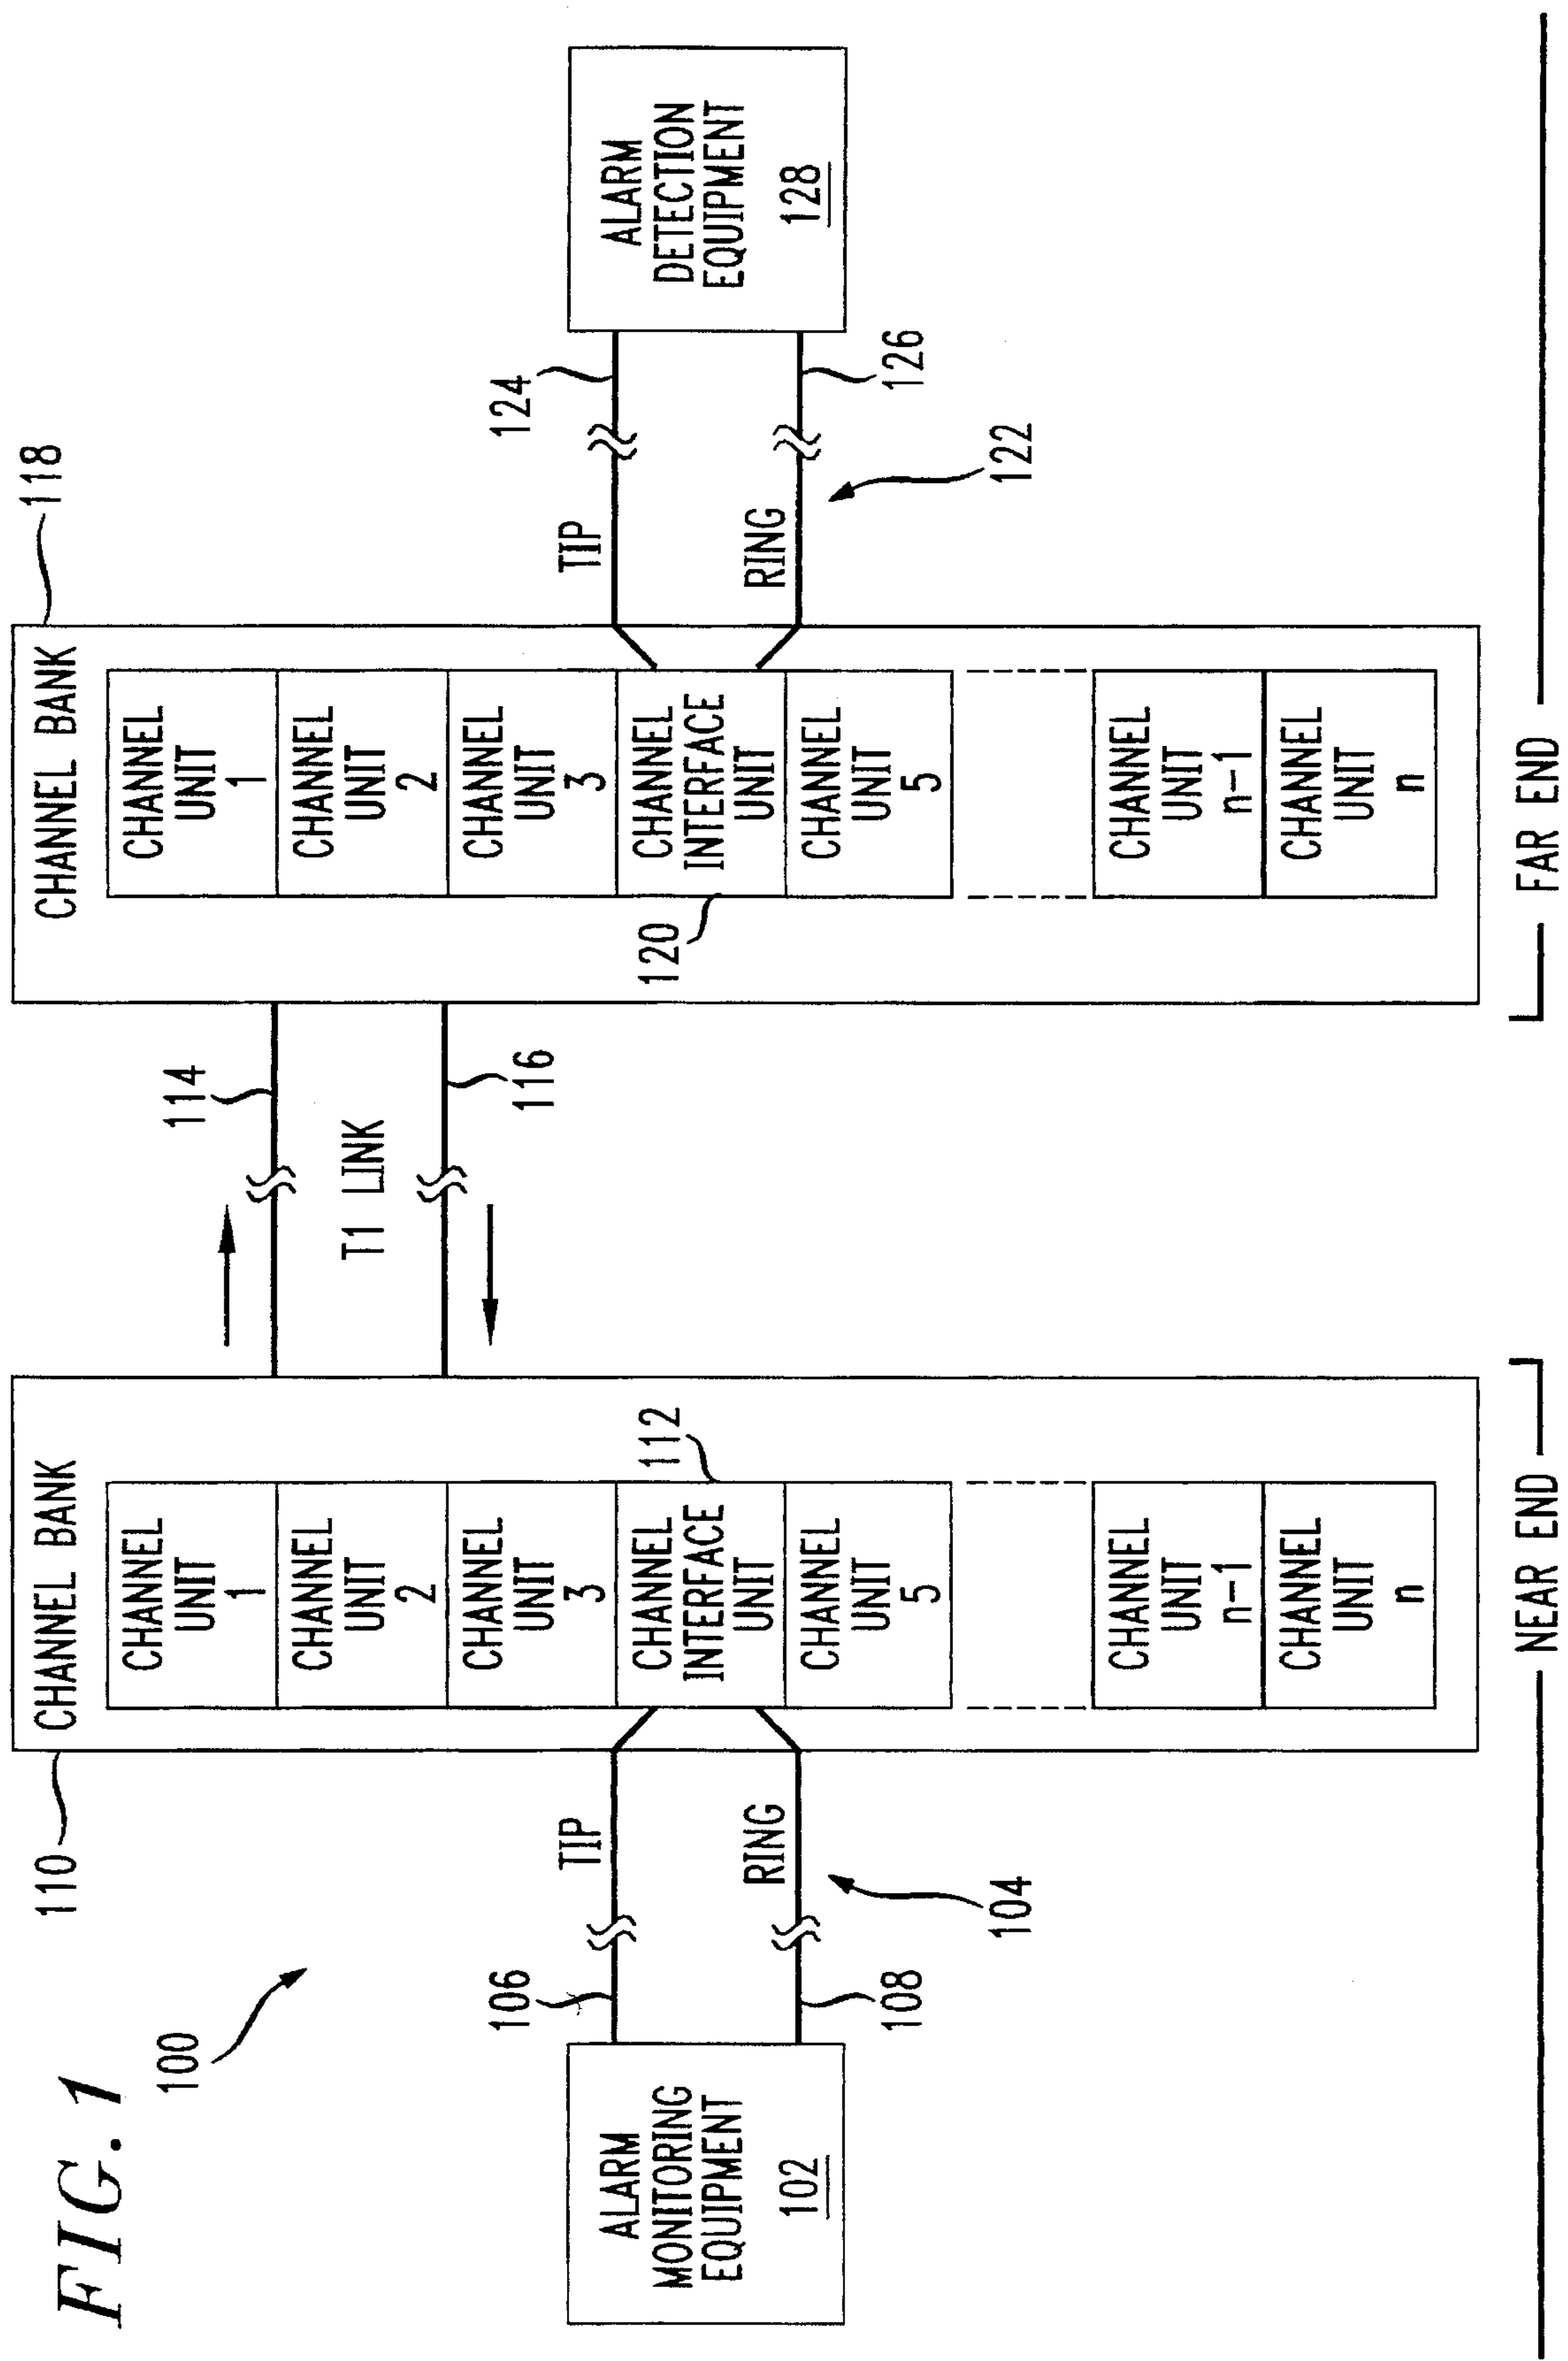 FIG. 1
100
ALARM
MONITORING
EQUIPMENT
102
106
TIP
RING
108
104
110
CHANNEL BANK
CHANNEL
UNIT
1
CHANNEL
UNIT
2
CHANNEL
UNIT
3
CHANNEL
INTERFACE
UNIT
112
CHANNEL
UNIT
5
CHANNEL
UNIT
n-1
CHANNEL
UNIT
n
114
T1 LINK
116
118
CHANNEL BANK
CHANNEL
UNIT
1
CHANNEL
UNIT
2
CHANNEL
UNIT
3
120
CHANNEL
INTERFACE
UNIT
CHANNEL
UNIT
5
CHANNEL
UNIT
n-1
CHANNEL
UNIT
n
124
TIP
RING
126
122
ALARM
DETECTION
EQUIPMENT
128
NEAR END
FAR END